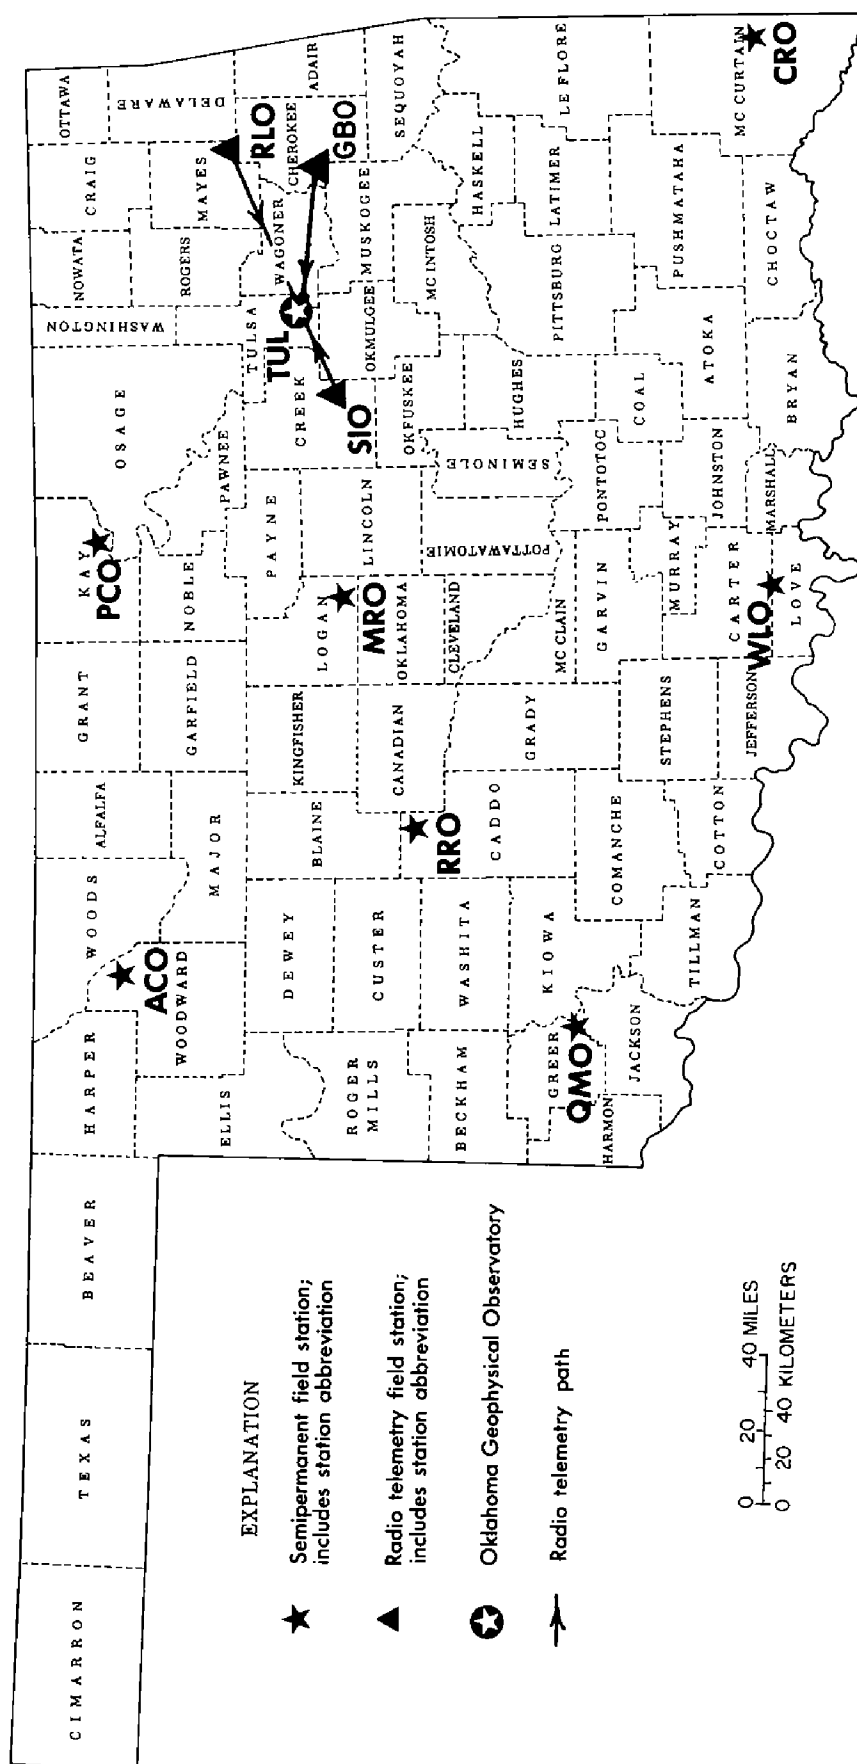 CIMARRON
TEXAS
BEAVER
HARPER
WOODS
ALFALFA
GRANT
KAY
PCO
OSAGE
WASHINGTON
NOWATA
CRAIG
OTTAWA
ELLIS
WOODWARD
ACO
MAJOR
GARFIELD
NOBLE
PAWNEE
ROGERS
MAYES
DELAWARE
RLO
DEWEY
BLAINE
KINGFISHER
LOGAN
PAYNE
CREEK
TULSA
TUL
WAGONER
CHEROKEE
ADAIR
GBO
ROGER
MILLS
CUSTER
CANADIAN
OKLAHOMA
MRO
LINCOLN
SIO
OKFUSKEE
OKMULGEE
MUSKOGEE
SEQUOYAH
BECKHAM
WASHITA
RRO
CADDO
GRADY
CLEVELAND
MC CLAIN
POTTAWATOMIE
SEMINOLE
HUGHES
MC INTOSH
HASKELL
PITTSBURG
LATIMER
LE FLORE
GREER
QMO
HARMON
JACKSON
KIOWA
COMANCHE
TILLMAN
COTTON
STEPHENS
JEFFERSON
GARVIN
MURRAY
CARTER
WLO
LOVE
PONTOTOC
JOHNSTON
MARSHALL
COAL
ATOKA
BRYAN
PUSHMATAHA
CHOCTAW
MC CURTAIN
CRO
EXPLANATION
Semipermanent field station;
includes station abbreviation
Radio telemetry field station;
includes station abbreviation
Oklahoma Geophysical Observatory
Radio telemetry path
0 20 40 MILES
0 20 40 KILOMETERS